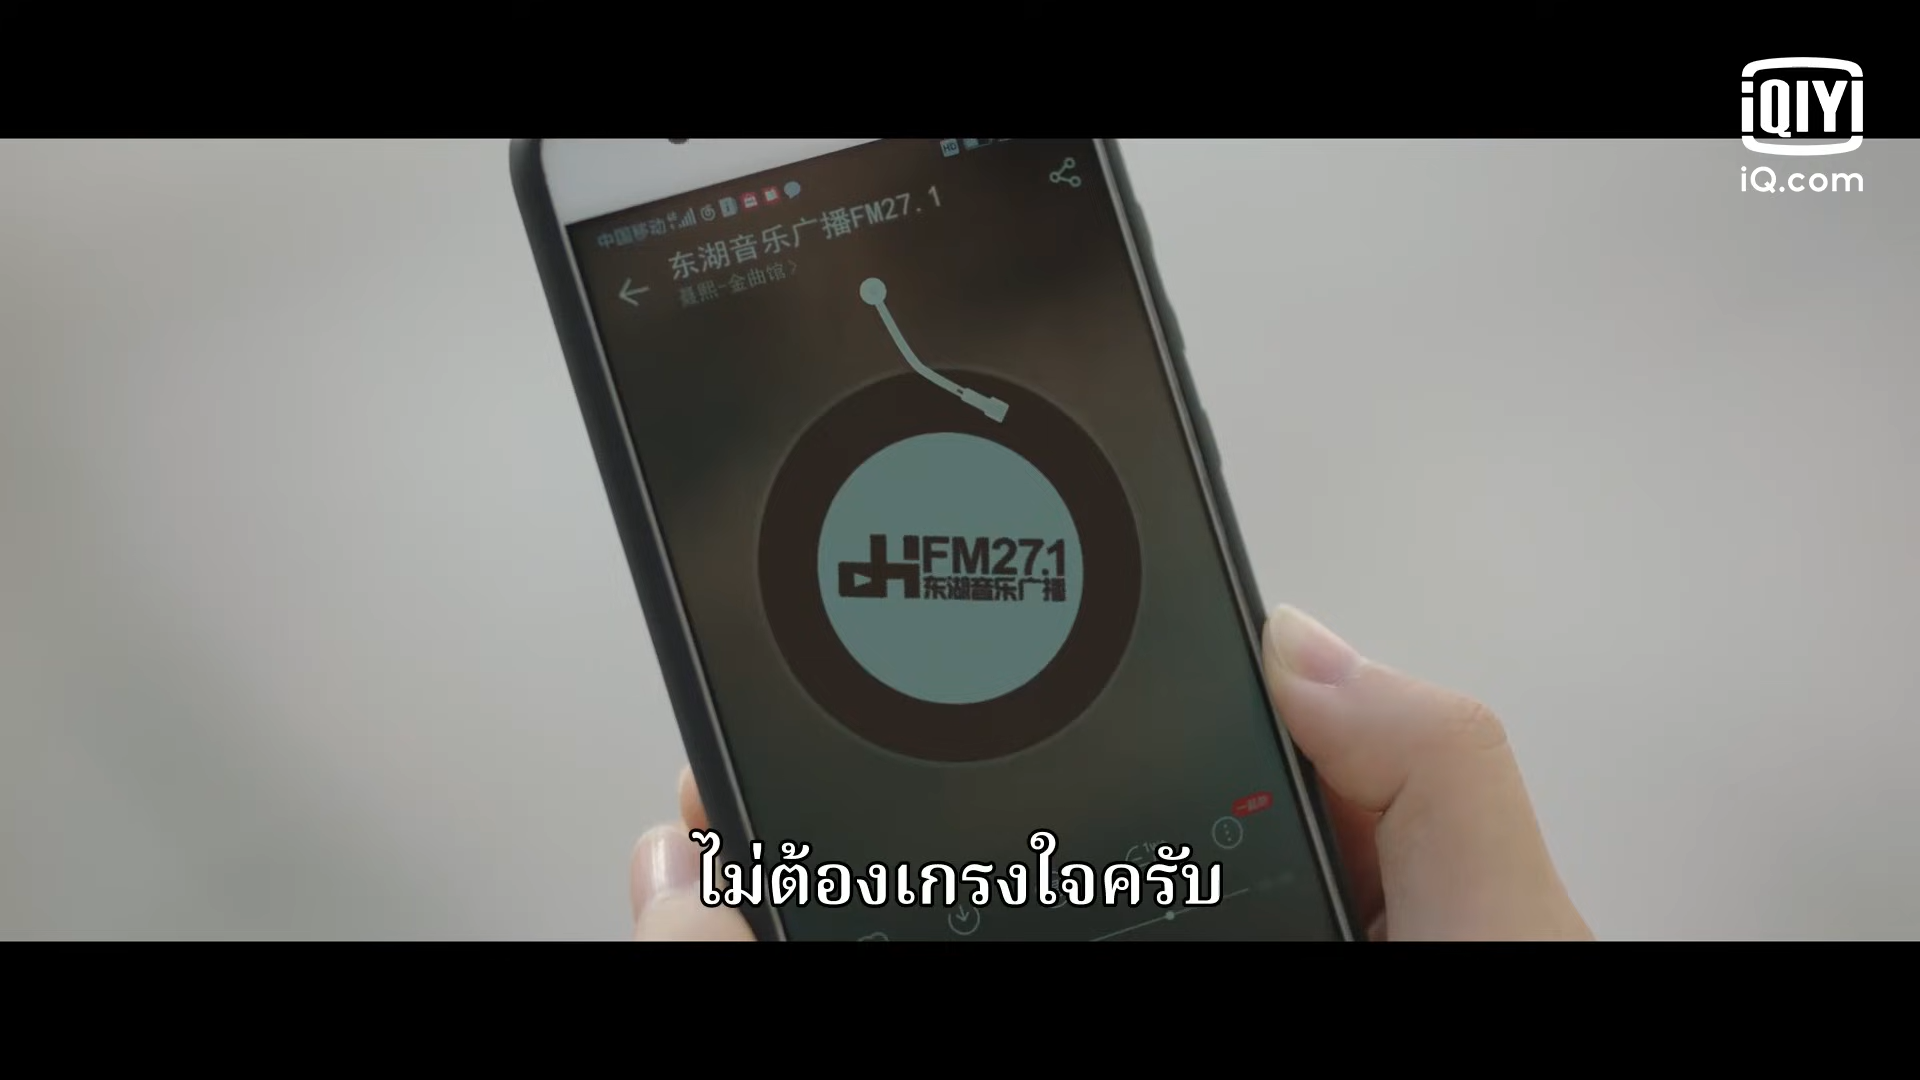 iQIYI
iQ.com
HD
中国移动
东湖音乐广播FM27.1
聂熙-金曲馆
FM27.1
东湖音乐广播
ไม่ต้องเกรงใจครับ